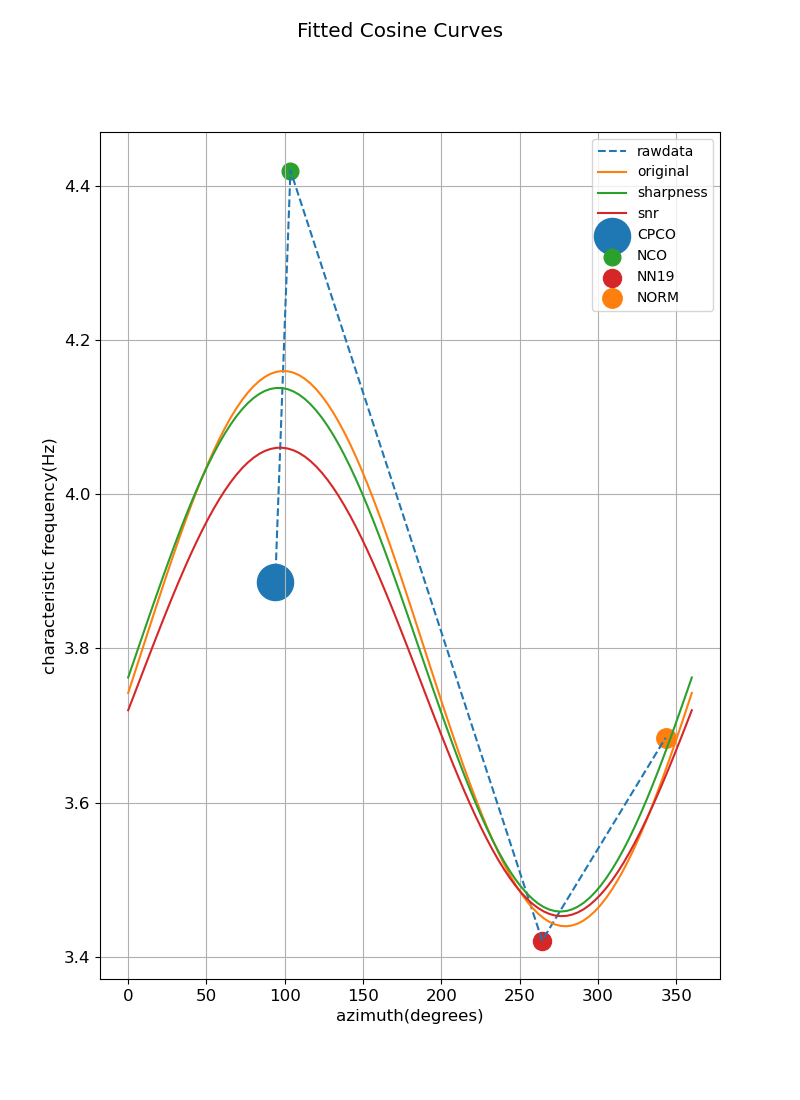 Fitted Cosine Curves
rawdata
original
sharpness
snr
CPCO
NCO
NN19
NORM
4.4
4.2
4.0
3.8
3.6
3.4
characteristic frequency(Hz)
0 50 100 150 200 250 300 350
azimuth(degrees)